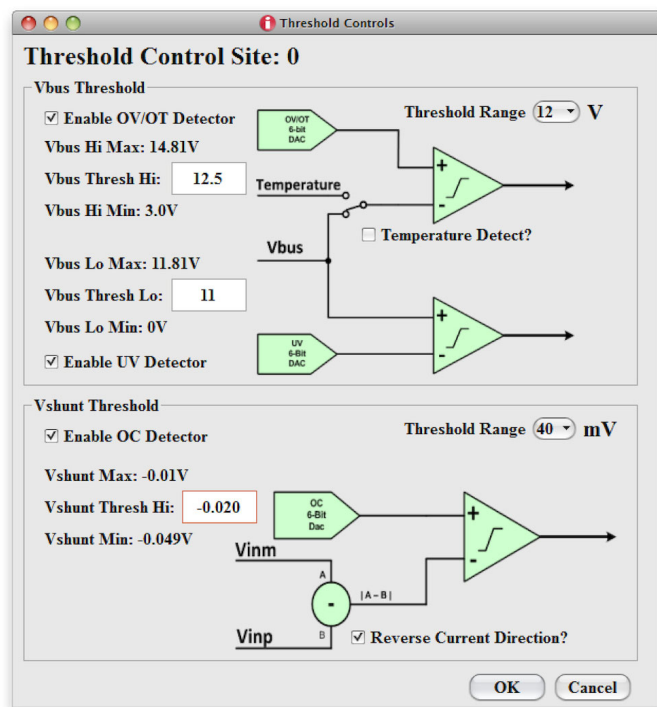 Threshold Controls
Threshold Control Site: 0
Vbus Threshold
Enable OV/OT Detector
Vbus Hi Max: 14.81V
Vbus Thresh Hi: 12.5
Vbus Hi Min: 3.0V
Vbus Lo Max: 11.81V
Vbus Thresh Lo: 11
Vbus Lo Min: 0V
Enable UV Detector
OV/OT
6-bit
DAC
Threshold Range 12 V
+
-
Temperature
Temperature Detect?
Vbus
+
-
UV
6-Bit
DAC
Vshunt Threshold
Enable OC Detector
Threshold Range 40 mV
Vshunt Max: -0.01V
Vshunt Thresh Hi: -0.020
Vshunt Min: -0.049V
OC
6-Bit
Dac
+
-
Vinm
A
-
|A-B|
B
Vinp
Reverse Current Direction?
OK
Cancel